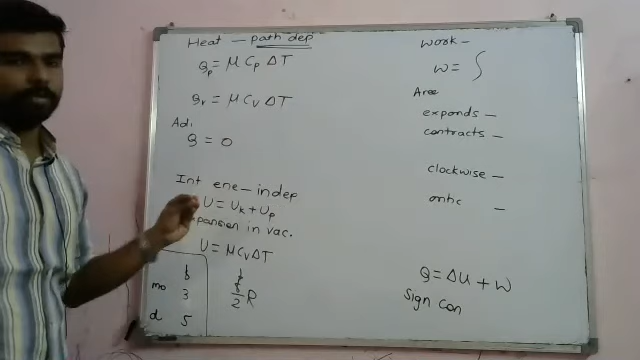 Heat — path dep
Qp = μ Cp ΔT
Qv = μ Cv ΔT
Adi
Q = 0
Int ene — indep
U = Uk + Up
pansion in vac.
U = μ Cv ΔT
f
mo 3
d 5
f/2 R
Work —
W = ∫
Area
expands —
contracts —
clockwise —
antic —
Q = ΔU + W
Sign Con